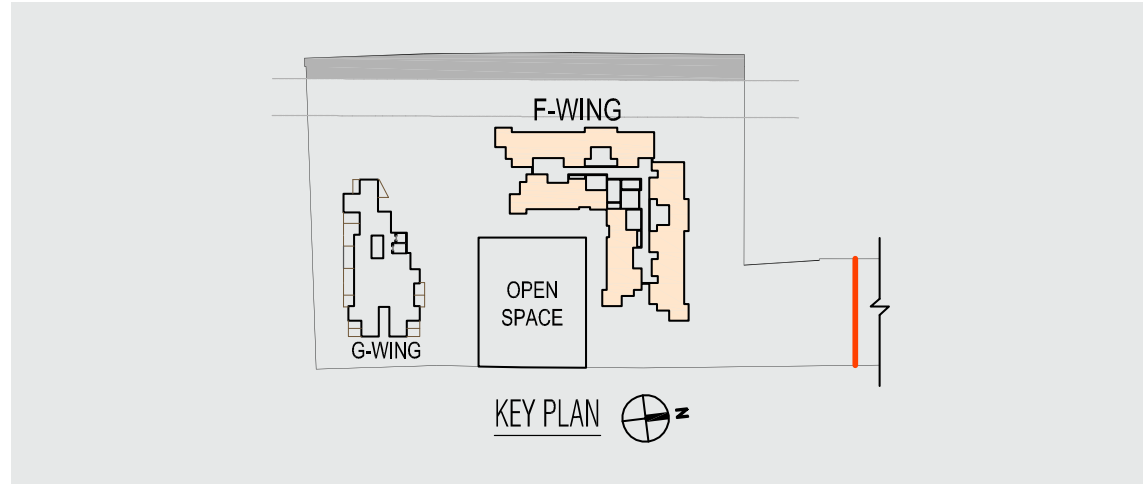 F-WING
OPEN
SPACE
G-WING
KEY PLAN
N